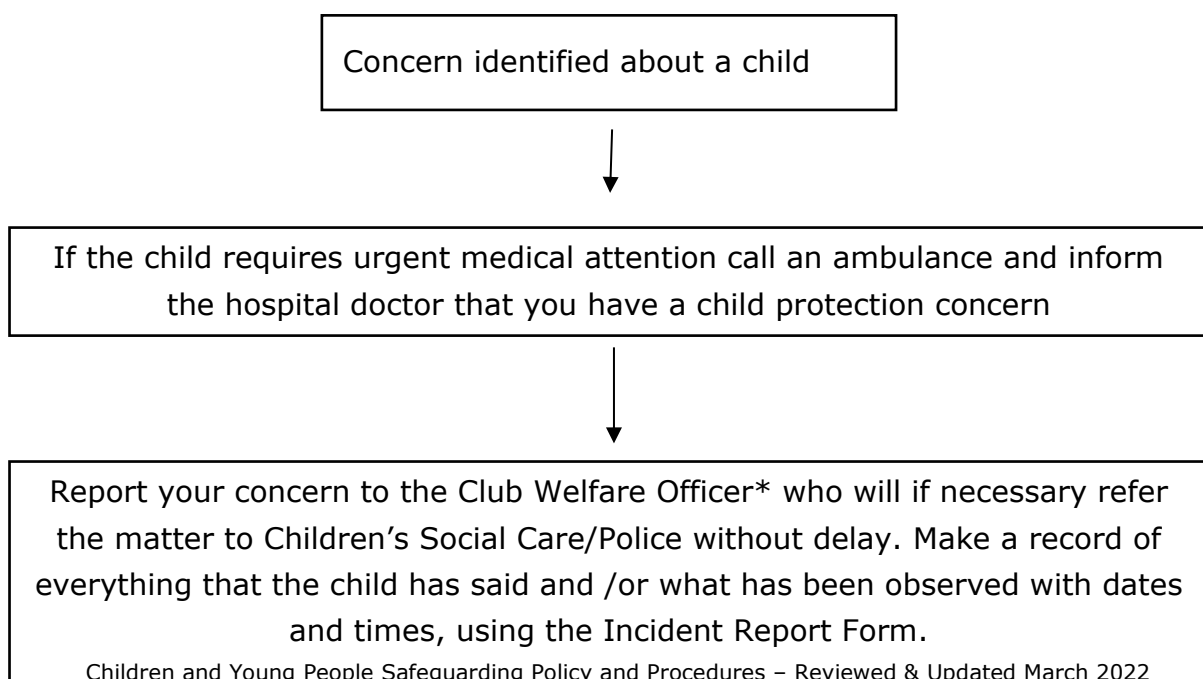 Concern identified about a child
If the child requires urgent medical attention call an ambulance and inform
the hospital doctor that you have a child protection concern
Report your concern to the Club Welfare Officer* who will if necessary refer
the matter to Children’s Social Care/Police without delay. Make a record of
everything that the child has said and /or what has been observed with dates
and times, using the Incident Report Form.
Children and Young People Safeguarding Policy and Procedures – Reviewed & Updated March 2022